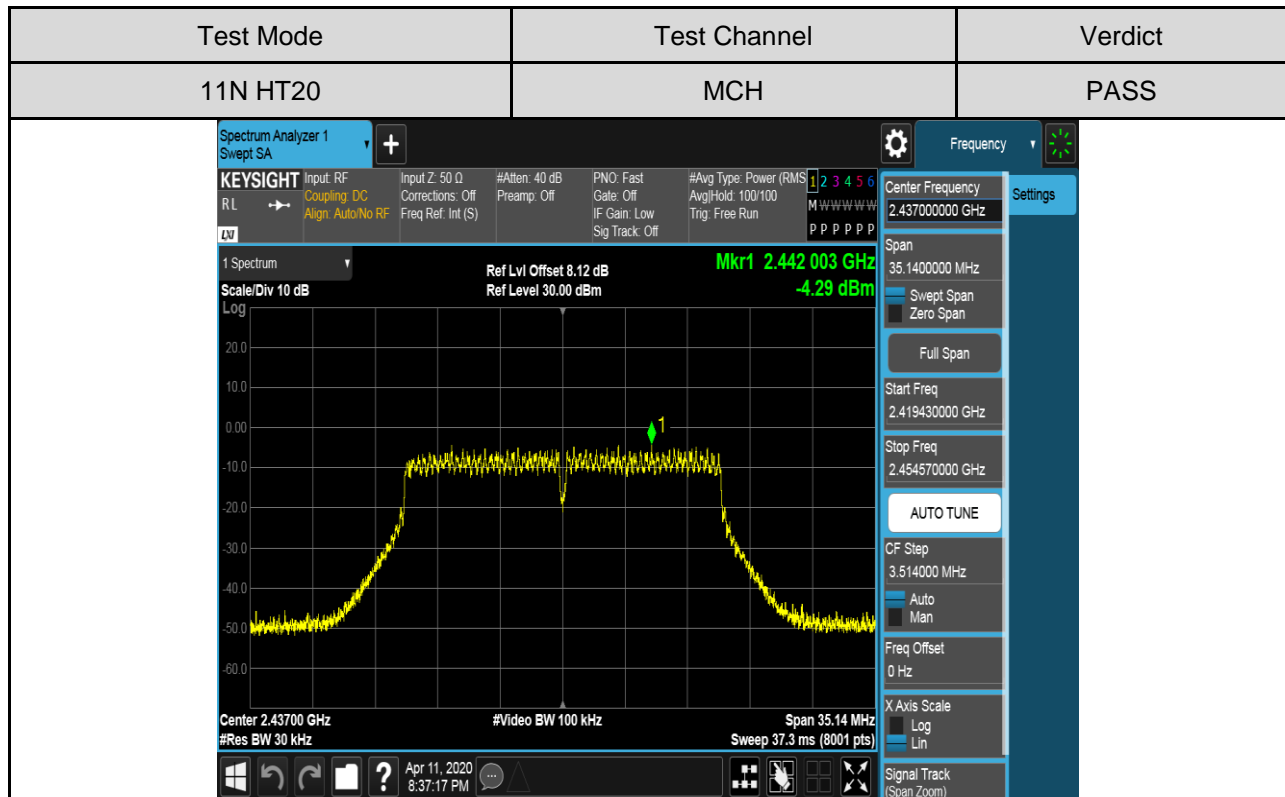 Test Mode Test Channel Verdict
11N HT20 MCH PASS
Spectrum Analyzer 1
Swept SA
+
Frequency
KEYSIGHT Input: RF Input Z: 50 Ω #Atten: 40 dB PNO: Fast #Avg Type: Power (RMS 1 2 3 4 5 6
RL Coupling: DC Corrections: Off Preamp: Off Gate: Off Avg|Hold: 100/100 M W W W W W
Align: Auto/No RF Freq Ref: Int (S) IF Gain: Low Trig: Free Run
LXI Sig Track: Off P P P P P P
1 Spectrum
Scale/Div 10 dB
Ref Lvl Offset 8.12 dB
Ref Level 30.00 dBm
Mkr1 2.442 003 GHz
-4.29 dBm
Log
20.0
10.0
0.00
-10.0
-20.0
-30.0
-40.0
-50.0
-60.0
1
Center 2.43700 GHz #Video BW 100 kHz Span 35.14 MHz
#Res BW 30 kHz Sweep 37.3 ms (8001 pts)
Apr 11, 2020
8:37:17 PM
?
Settings
Center Frequency
2.437000000 GHz
Span
35.1400000 MHz
Swept Span
Zero Span
Full Span
Start Freq
2.419430000 GHz
Stop Freq
2.454570000 GHz
AUTO TUNE
CF Step
3.514000 MHz
Auto
Man
Freq Offset
0 Hz
X Axis Scale
Log
Lin
Signal Track
(Span Zoom)